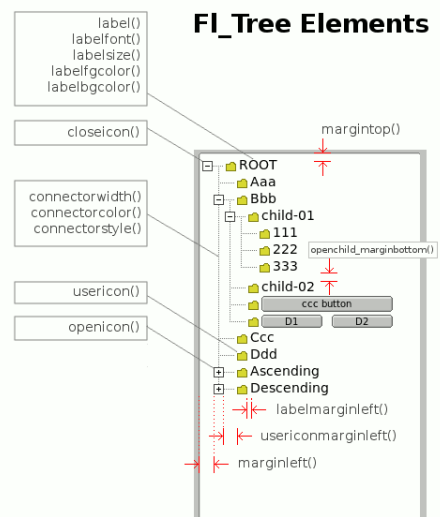 Fl_Tree Elements
label()
labelfont()
labelsize()
labelfgcolor()
labelbgcolor()
closeicon()
connectorwidth()
connectorcolor()
connectorstyle()
usericon()
openicon()
margintop()
ROOT
Aaa
Bbb
child-01
111
222
openchild_marginbottom()
333
child-02
ccc button
D1 D2
Ccc
Ddd
Ascending
Descending
labelmarginleft()
usericonmarginleft()
marginleft()